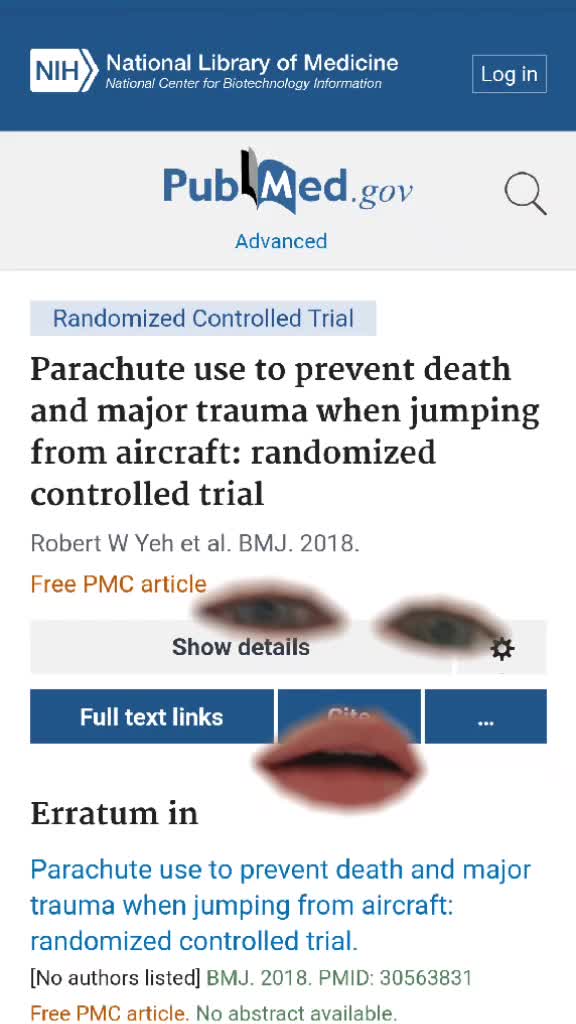 NIH National Library of Medicine
National Center for Biotechnology Information
Log in
PubMed.gov
Advanced
Randomized Controlled Trial
Parachute use to prevent death
and major trauma when jumping
from aircraft: randomized
controlled trial
Robert W Yeh et al. BMJ. 2018.
Free PMC article
Show details
Full text links
Cite
...
Erratum in
Parachute use to prevent death and major
trauma when jumping from aircraft:
randomized controlled trial.
[No authors listed] BMJ. 2018. PMID: 30563831
Free PMC article. No abstract available.